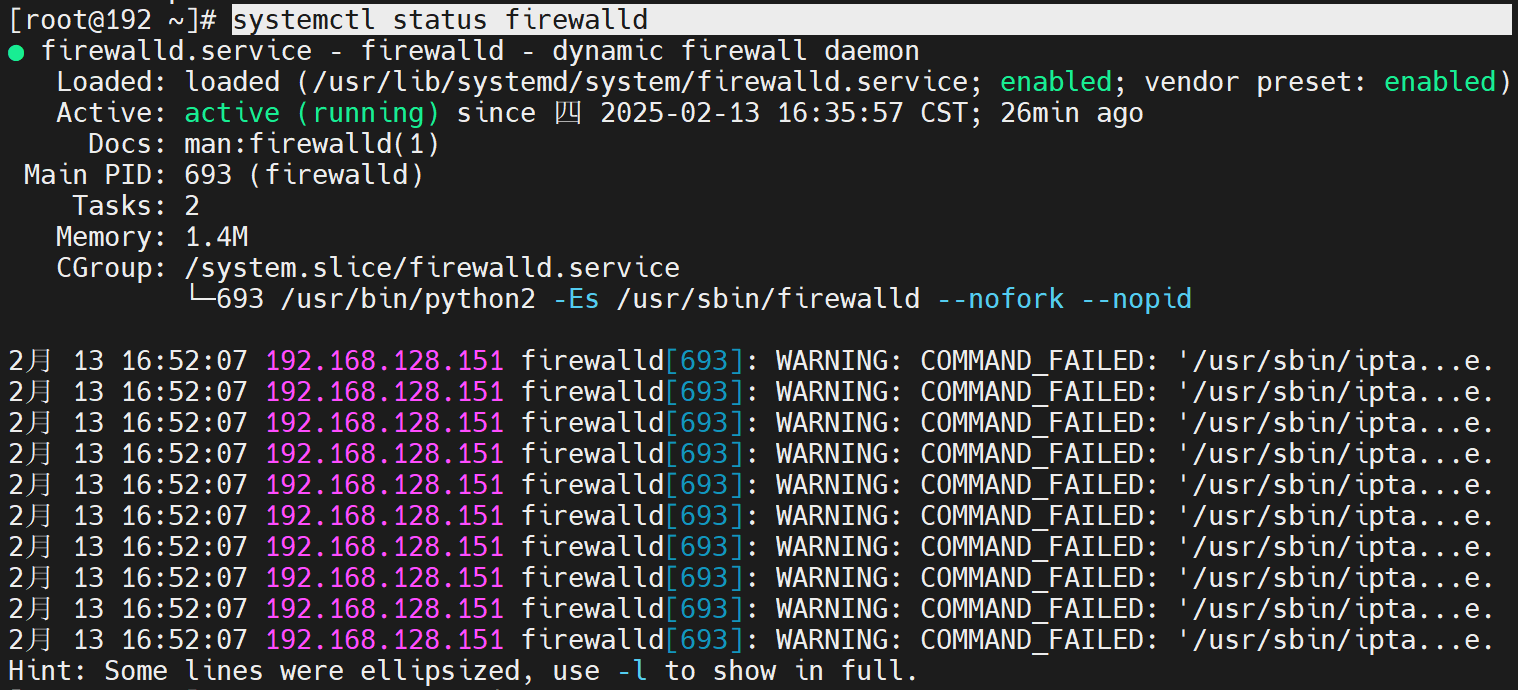 [root@192 ~]# systemctl status firewalld
● firewalld.service - firewalld - dynamic firewall daemon
   Loaded: loaded (/usr/lib/systemd/system/firewalld.service; enabled; vendor preset: enabled)
   Active: active (running) since 四 2025-02-13 16:35:57 CST; 26min ago
     Docs: man:firewalld(1)
 Main PID: 693 (firewalld)
    Tasks: 2
   Memory: 1.4M
   CGroup: /system.slice/firewalld.service
           └─693 /usr/bin/python2 -Es /usr/sbin/firewalld --nofork --nopid
2月 13 16:52:07 192.168.128.151 firewalld[693]: WARNING: COMMAND_FAILED: '/usr/sbin/ipta...e.
2月 13 16:52:07 192.168.128.151 firewalld[693]: WARNING: COMMAND_FAILED: '/usr/sbin/ipta...e.
2月 13 16:52:07 192.168.128.151 firewalld[693]: WARNING: COMMAND_FAILED: '/usr/sbin/ipta...e.
2月 13 16:52:07 192.168.128.151 firewalld[693]: WARNING: COMMAND_FAILED: '/usr/sbin/ipta...e.
2月 13 16:52:07 192.168.128.151 firewalld[693]: WARNING: COMMAND_FAILED: '/usr/sbin/ipta...e.
2月 13 16:52:07 192.168.128.151 firewalld[693]: WARNING: COMMAND_FAILED: '/usr/sbin/ipta...e.
2月 13 16:52:07 192.168.128.151 firewalld[693]: WARNING: COMMAND_FAILED: '/usr/sbin/ipta...e.
2月 13 16:52:07 192.168.128.151 firewalld[693]: WARNING: COMMAND_FAILED: '/usr/sbin/ipta...e.
2月 13 16:52:07 192.168.128.151 firewalld[693]: WARNING: COMMAND_FAILED: '/usr/sbin/ipta...e.
2月 13 16:52:07 192.168.128.151 firewalld[693]: WARNING: COMMAND_FAILED: '/usr/sbin/ipta...e.
Hint: Some lines were ellipsized, use -l to show in full.